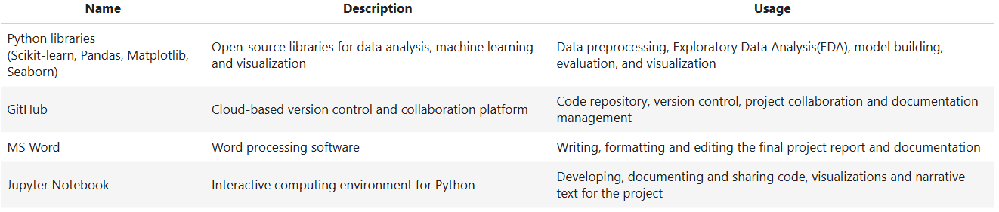 Name Description Usage
Python libraries
(Scikit-learn, Pandas, Matplotlib,
Seaborn)
Open-source libraries for data analysis, machine learning
and visualization
Data preprocessing, Exploratory Data Analysis(EDA), model building,
evaluation, and visualization
GitHub
Cloud-based version control and collaboration platform
Code repository, version control, project collaboration and documentation
management
MS Word
Word processing software
Writing, formatting and editing the final project report and documentation
Jupyter Notebook
Interactive computing environment for Python
Developing, documenting and sharing code, visualizations and narrative
text for the project